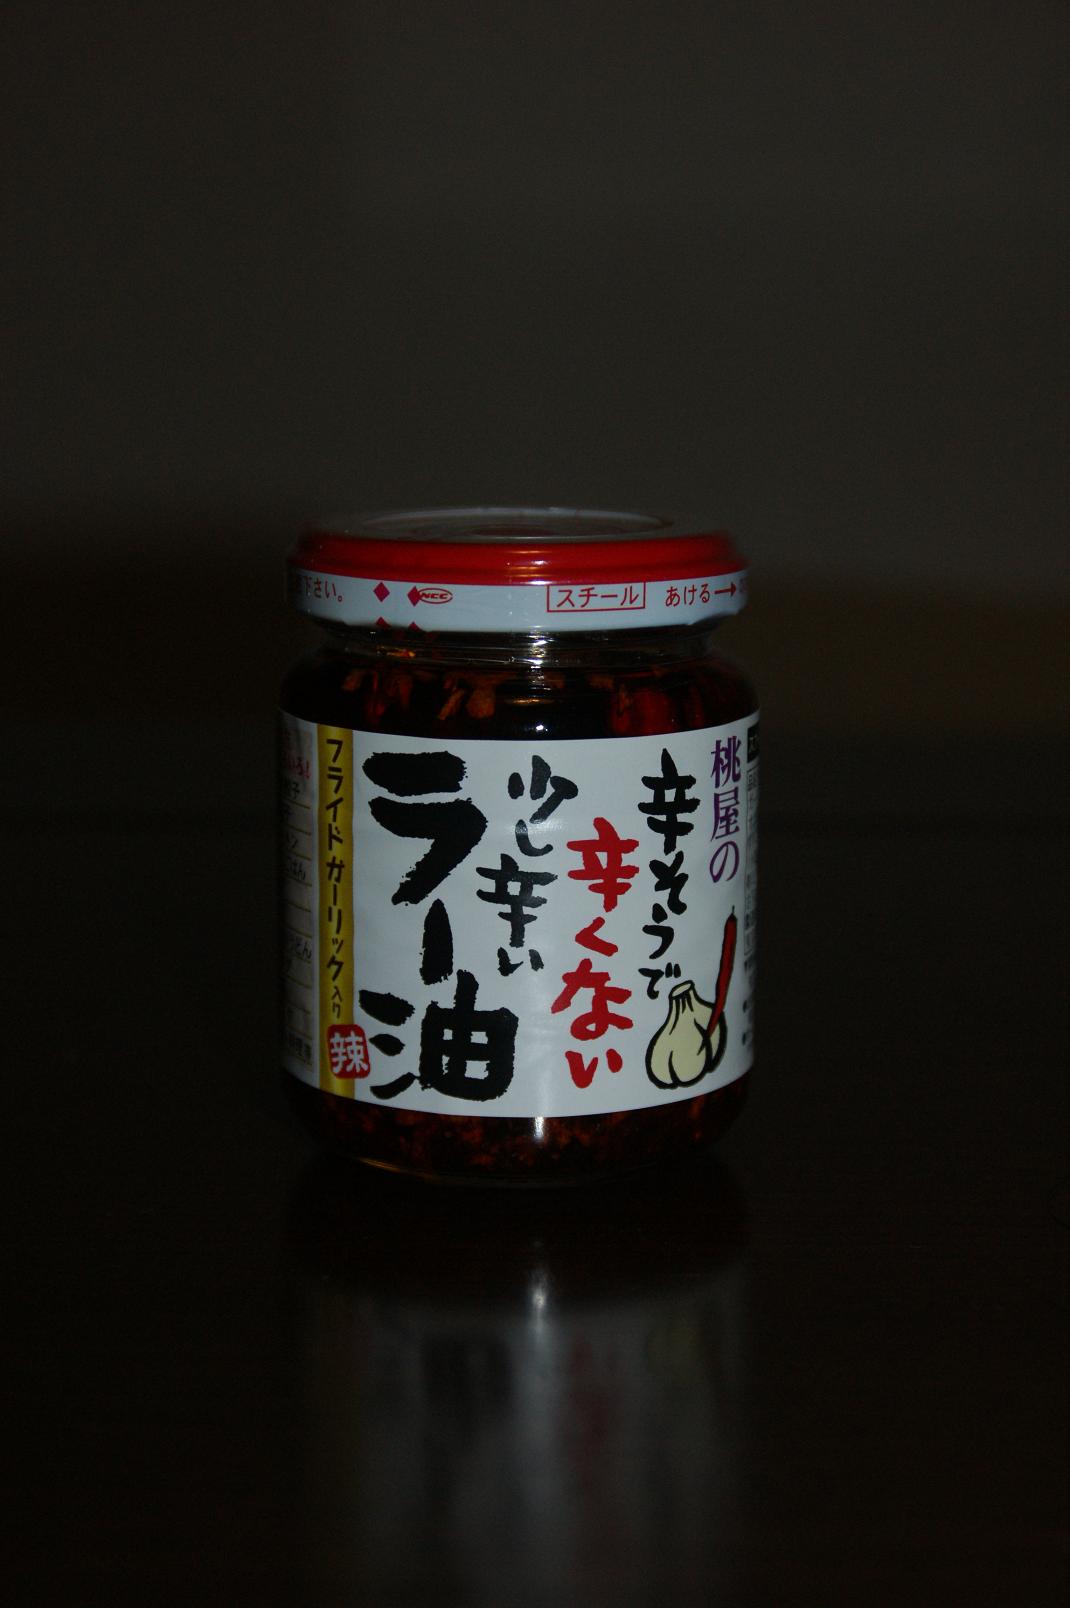 下さい。
NCC
スチール
あける→
桃屋の
辛そうで
辛くない
少し辛い
ラー油
フライドガーリック入り
辣